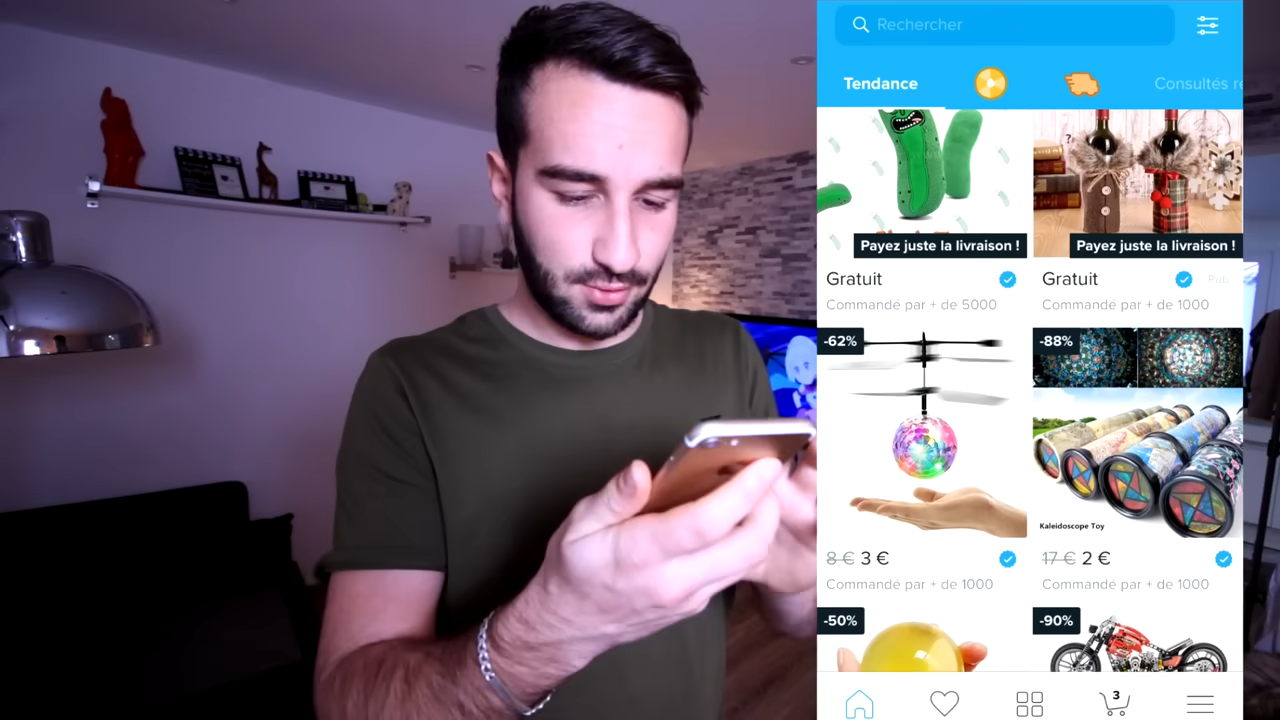 Rechercher
Tendance
Consultés re
Payez juste la livraison !
Payez juste la livraison !
Gratuit
Gratuit
Pub
Commandé par + de 5000
Commandé par + de 1000
-62%
-88%
Kaleidoscope Toy
8 € 3 €
17 € 2 €
Commandé par + de 1000
Commandé par + de 1000
-50%
-90%
3